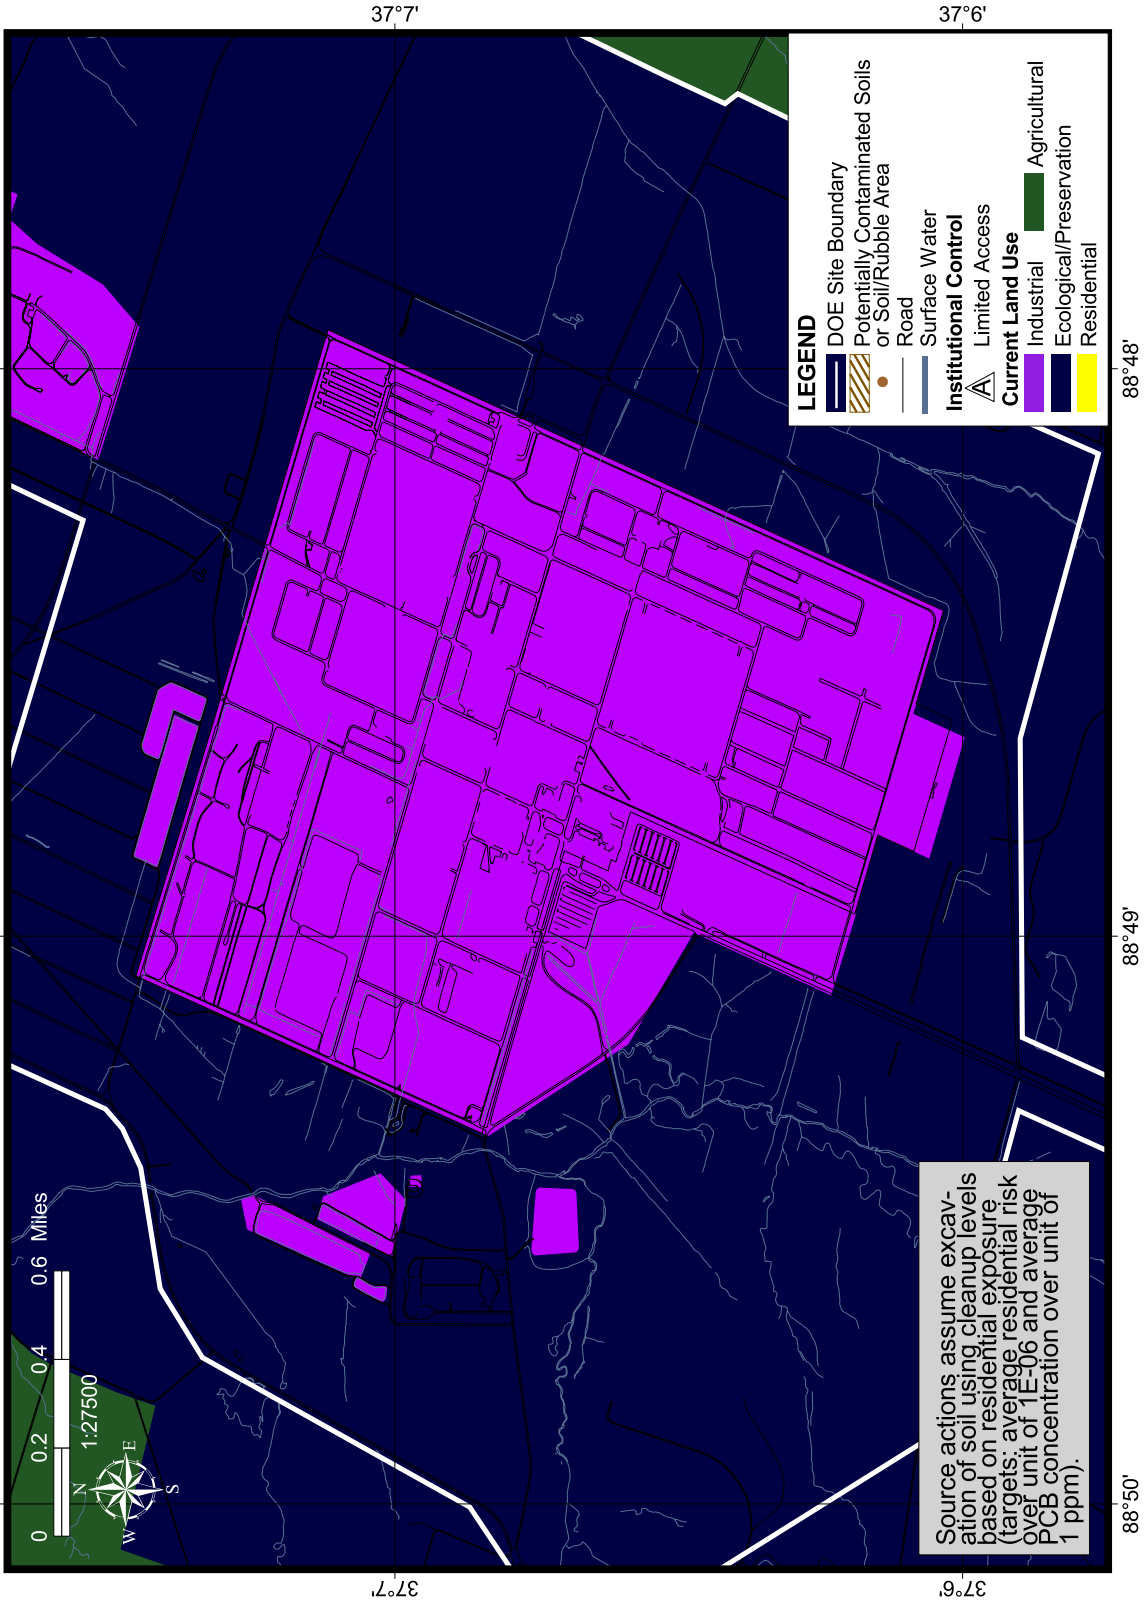 37°7'
37°6'
0 0.2 0.4 0.6 Miles
1:27500
N
W E
S
LEGEND
DOE Site Boundary
Potentially Contaminated Soils
or Soil/Rubble Area
Road
Surface Water
Institutional Control
A Limited Access
Current Land Use
Industrial Agricultural
Ecological/Preservation
Residential
88°48'
88°49'
88°50'
Source actions assume excav-
ation of soil using cleanup levels
based on residential exposure
(targets: average residential risk
over unit of 1E-06 and average
PCB concentration over unit of
1 ppm).
37°7'
37°6'